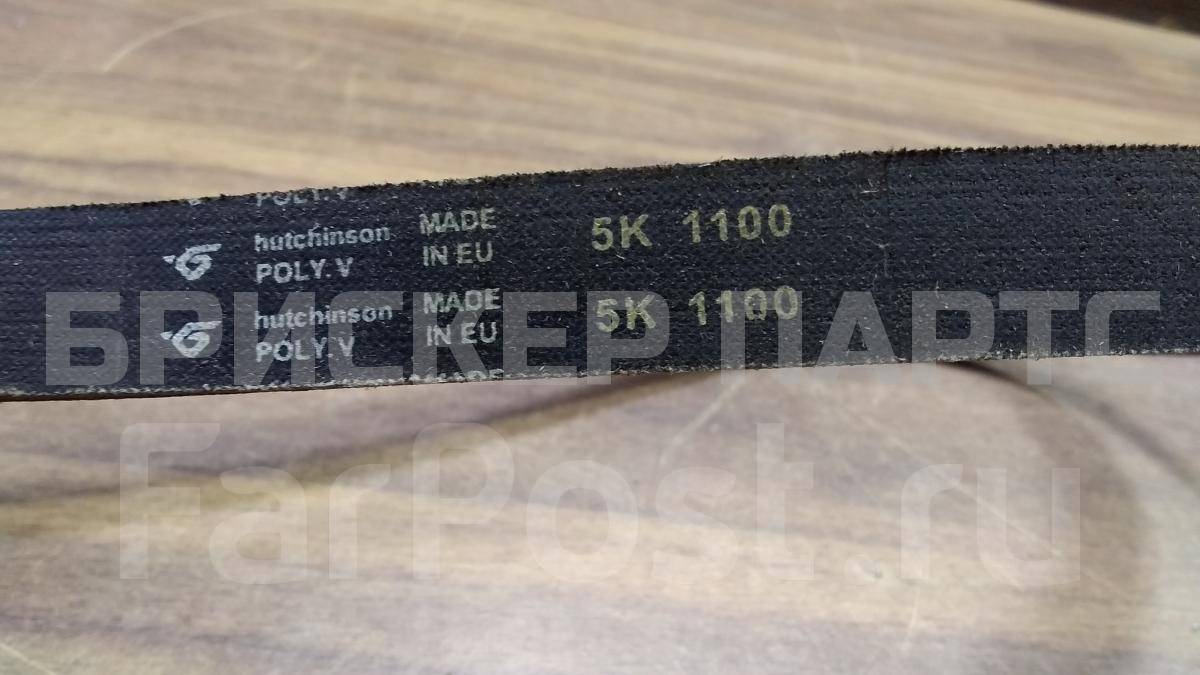 POLY.V
hutchinson
POLY.V
MADE
IN EU
5K 1100
hutchinson
POLY.V
MADE
IN EU
5K 1100
MADE
БРИСКЕР ПАРТС
FarPost.ru